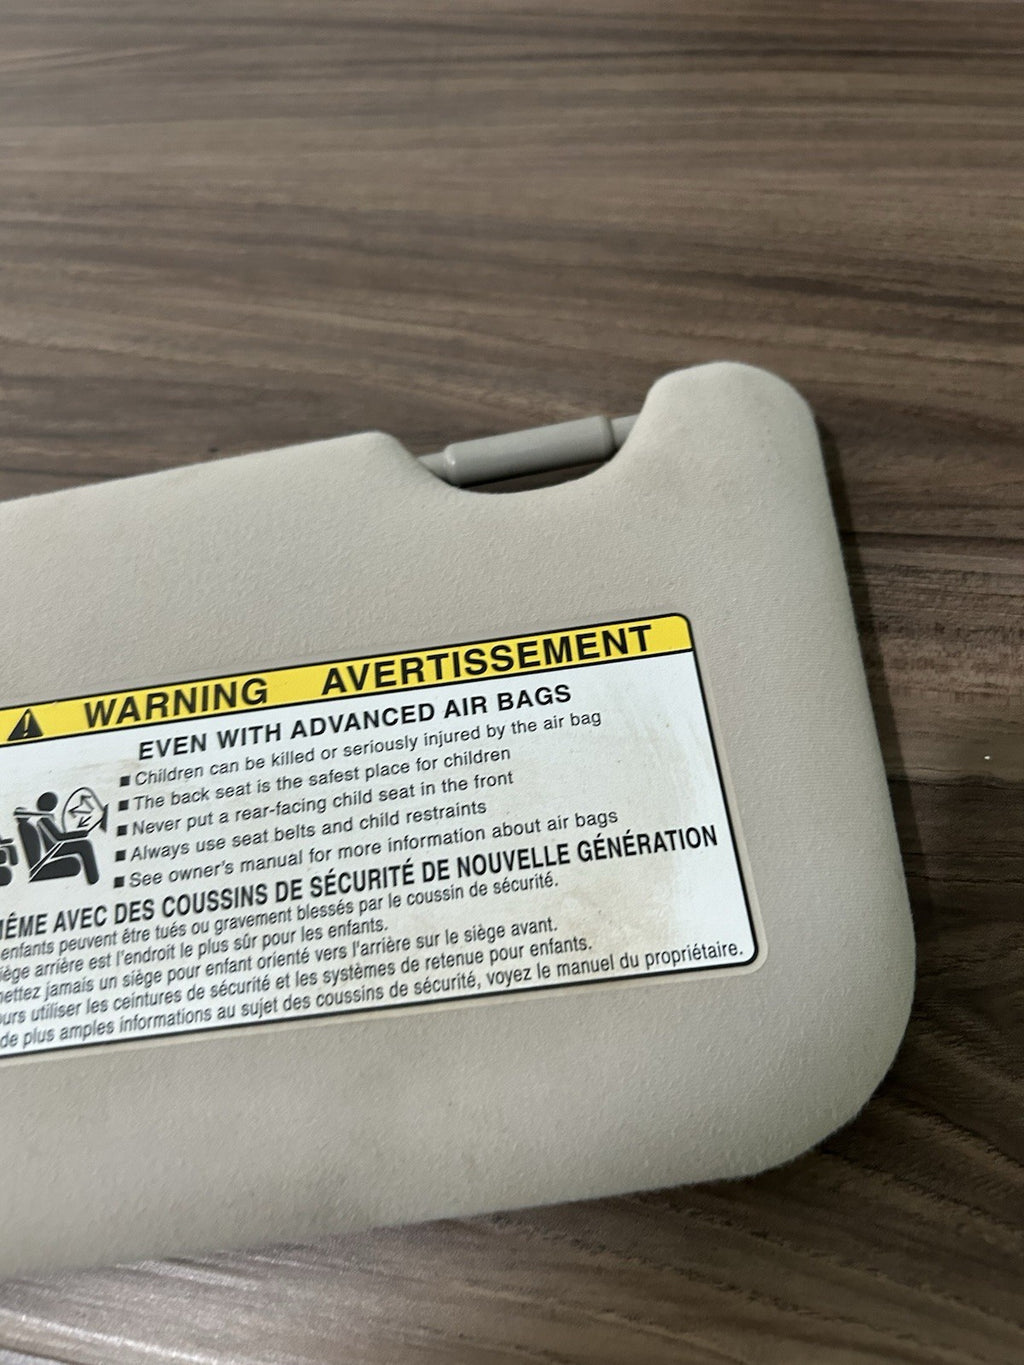 WARNING AVERTISSEMENT
EVEN WITH ADVANCED AIR BAGS
■ Children can be killed or seriously injured by the air bag
■ The back seat is the safest place for children
■ Never put a rear-facing child seat in the front
■ Always use seat belts and child restraints
■ See owner's manual for more information about air bags
AVEC DES COUSSINS DE SÉCURITÉ DE NOUVELLE GÉNÉRATION
enfants peuvent être tués ou gravement blessés par le coussin de sécurité.
arrière est l'endroit le plus sûr pour les enfants.
jamais un siège pour enfant orienté vers l'arrière sur le siège avant.
utiliser les ceintures de sécurité et les systèmes de retenue pour enfants.
de plus amples informations au sujet des coussins de sécurité, voyez le manuel du propriétaire.